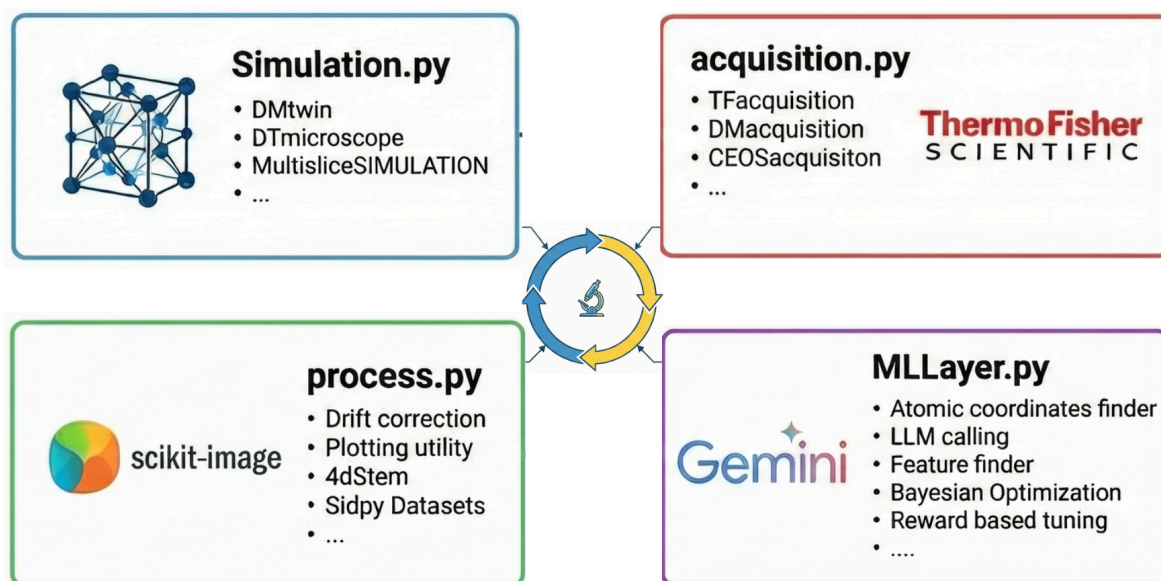 Simulation.py
• DMtwin
• DTmicroscope
• MultisliceSIMULATION
• ...
acquisition.py
• TFacquisition
• DMacquisition
• CEOSacquisiton
• ...
ThermoFisher
SCIENTIFIC
process.py
• Drift correction
• Plotting utility
• 4dStem
• Sidpy Datasets
• ...
scikit-image
MLLayer.py
• Atomic coordinates finder
• LLM calling
• Feature finder
• Bayesian Optimization
• Reward based tuning
• ....
Gemini